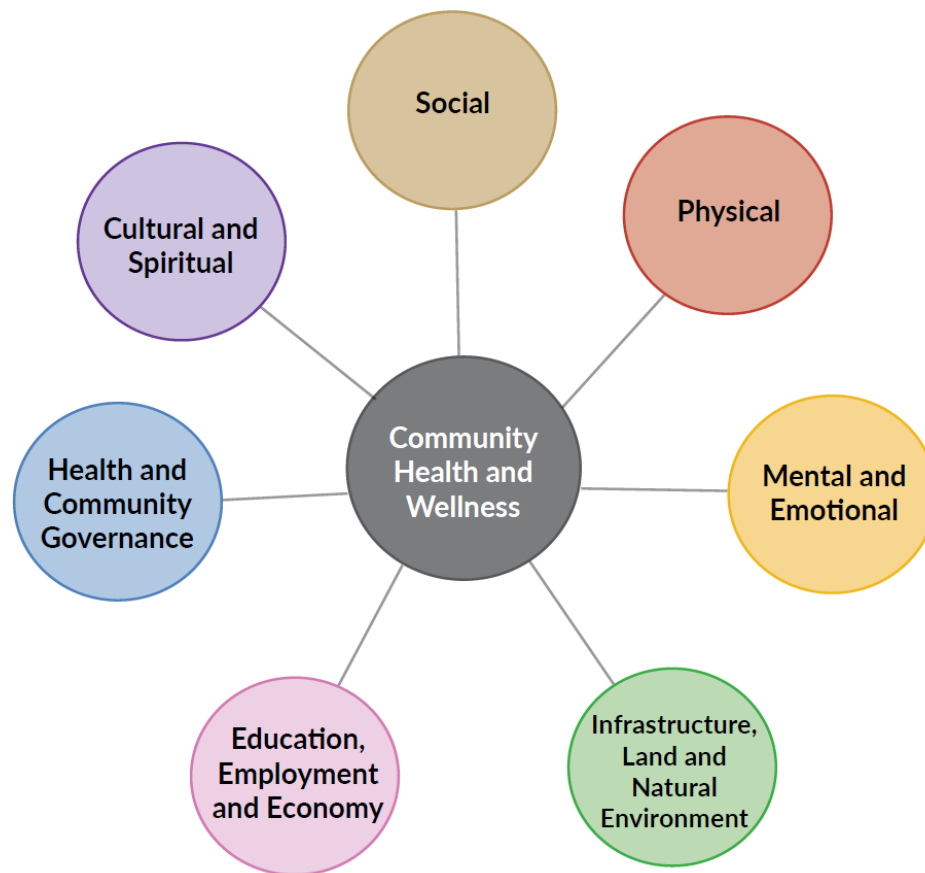 Social
Physical
Cultural and
Spiritual
Community
Health and
Wellness
Mental and
Emotional
Health and
Community
Governance
Education,
Employment
and Economy
Infrastructure,
Land and
Natural
Environment